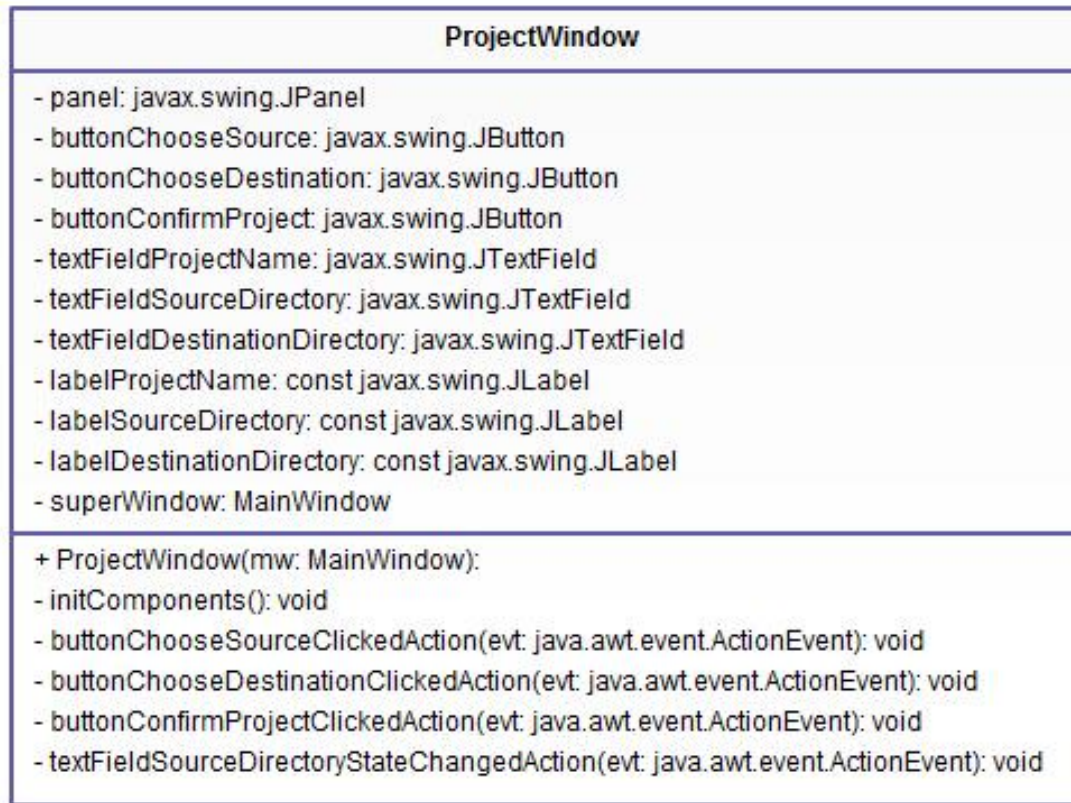 ProjectWindow
- panel: javax.swing.JPanel
- buttonChooseSource: javax.swing.JButton
- buttonChooseDestination: javax.swing.JButton
- buttonConfirmProject: javax.swing.JButton
- textFieldProjectName: javax.swing.JTextField
- textFieldSourceDirectory: javax.swing.JTextField
- textFieldDestinationDirectory: javax.swing.JTextField
- labelProjectName: const javax.swing.JLabel
- labelSourceDirectory: const javax.swing.JLabel
- labelDestinationDirectory: const javax.swing.JLabel
- superWindow: MainWindow
+ ProjectWindow(mw: MainWindow):
- initComponents(): void
- buttonChooseSourceClickedAction(evt: java.awt.event.ActionEvent): void
- buttonChooseDestinationClickedAction(evt: java.awt.event.ActionEvent): void
- buttonConfirmProjectClickedAction(evt: java.awt.event.ActionEvent): void
- textFieldSourceDirectoryStateChangedAction(evt: java.awt.event.ActionEvent): void